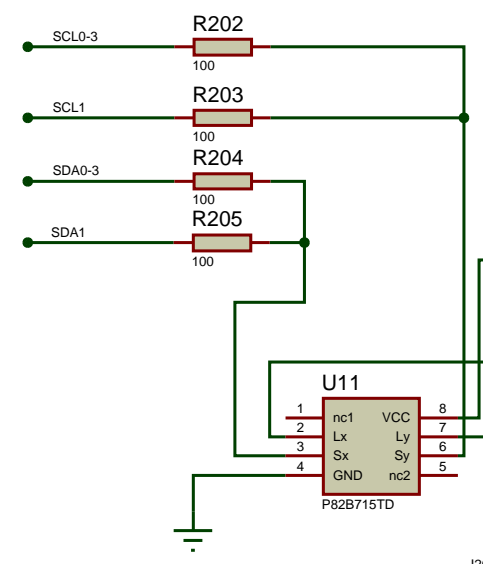 R202
SCL0-3
100
R203
SCL1
100
R204
SDA0-3
100
R205
SDA1
100
U11
1 nc1 VCC 8
2 Lx Ly 7
3 Sx Sy 6
4 GND nc2 5
P82B715TD